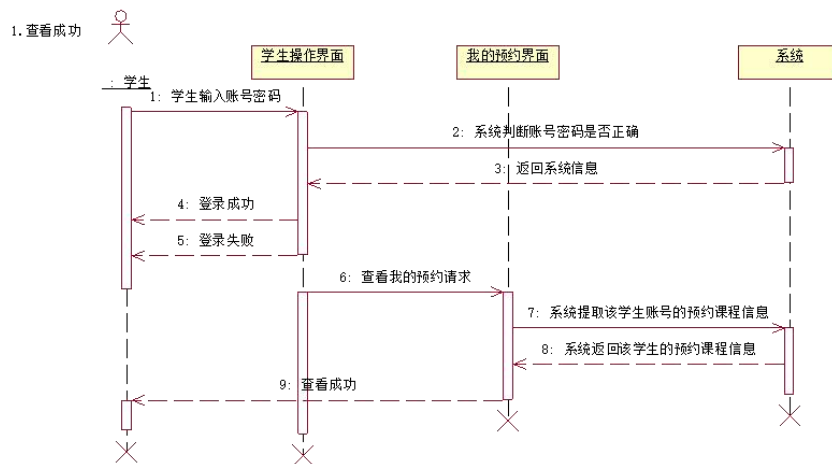 1.查看成功
学生操作界面
我的预约界面
系统
: 学生
1: 学生输入账号密码
2: 系统判断账号密码是否正确
3: 返回系统信息
4: 登录成功
5: 登录失败
6: 查看我的预约请求
7: 系统提取该学生账号的预约课程信息
8: 系统返回该学生的预约课程信息
9: 查看成功